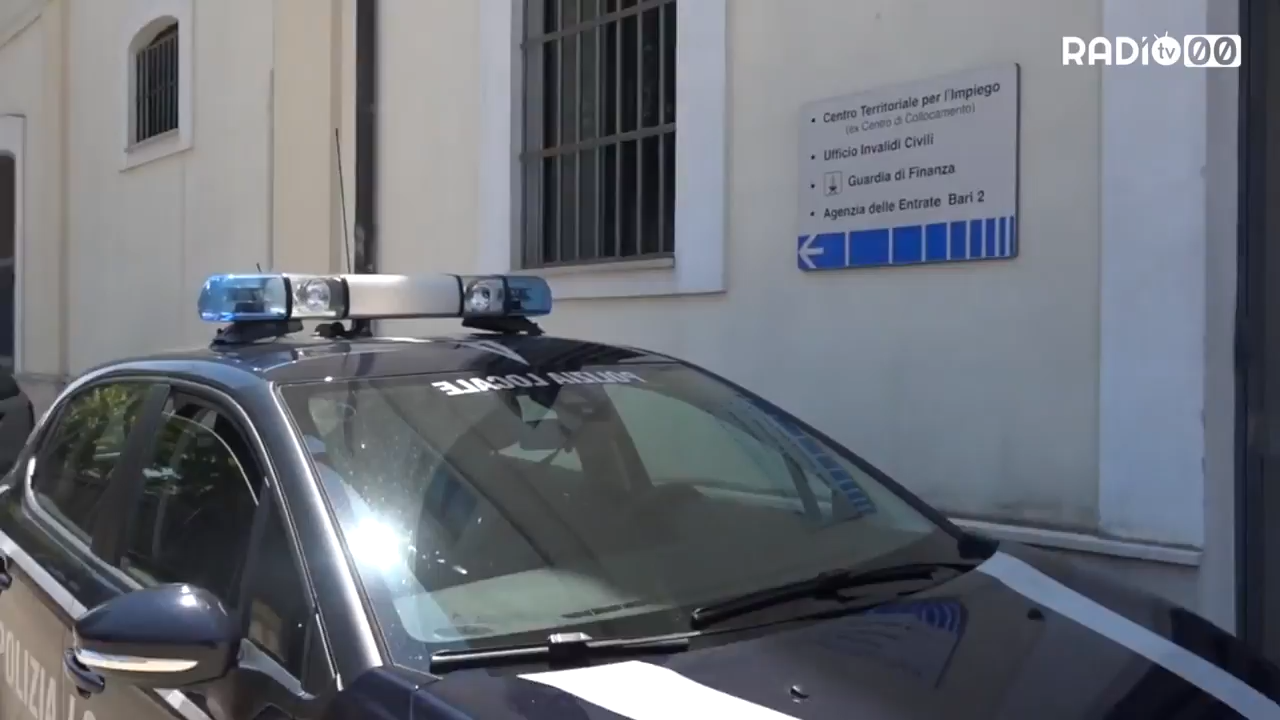 RADIO tv 00
• Centro Territoriale per l'Impiego
(ex Centro di Collocamento)
• Ufficio Invalidi Civili
• Guardia di Finanza
• Agenzia delle Entrate Bari 2
POLIZIA LOCALE
POLIZIA LO